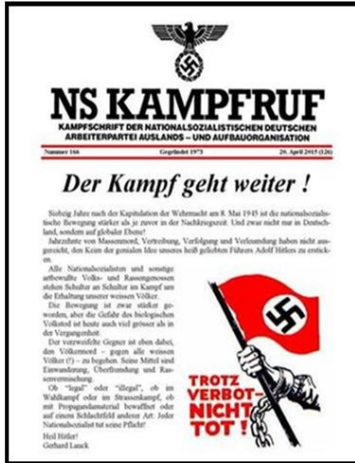 NS KAMPFRUF
KAMPFSCHRIFT DER NATIONALSOZIALISTISCHEN DEUTSCHEN
ARBEITERPARTEI AUSLANDS – UND AUFBAUORGANISATION
Nummer 166 Gegründet 1973 20. April 2015 (126)
Der Kampf geht weiter !
Siebzig Jahre nach der Kapitulation der Wehrmacht am 8. Mai 1945 ist die nationalsozialis-
tische Bewegung stärker als je zuvor in der Nachkriegszeit. Und zwar nicht nur in Deutsch-
land, sondern auf globaler Ebene!
Jahrzehnte von Massenmord, Vertreibung, Verfolgung und Verleumdung haben nicht aus-
gereicht, den Keim der genialen Idee unseres heiß geliebten Führers Adolf Hitlers zu ersticken-
en.
Alle Nationalsozialisten und sonstige
artbewußte Volks- und Rassengenossen
stehen Schulter an Schulter im Kampf um
die Erhaltung unserer weissen Völker.
Die Bewegung ist zwar stärker ge-
worden, aber die Gefahr des biologischen
Volkstod ist heute auch viel grösser als in
der Vergangenheit.
Der verzweifelte Gegner ist eben dabei,
den Völkermord – gegen alle weissen
Völker (!) – zu begehen. Seine Mittel sind
Einwanderung, Überfremdung und Ras-
senvermischung.
Ob "legal" oder "illegal", ob im
Wahlkampf oder im Strassenkampf, ob
mit Propagandamaterial bewaffnet oder
auf einem Schlachtfeld anderer Art: Jeder
Nationalsozialist tut seine Pflicht!
Heil Hitler!
Gerhard Lauck
TROTZ
VERBOT-
NICHT
TOT !